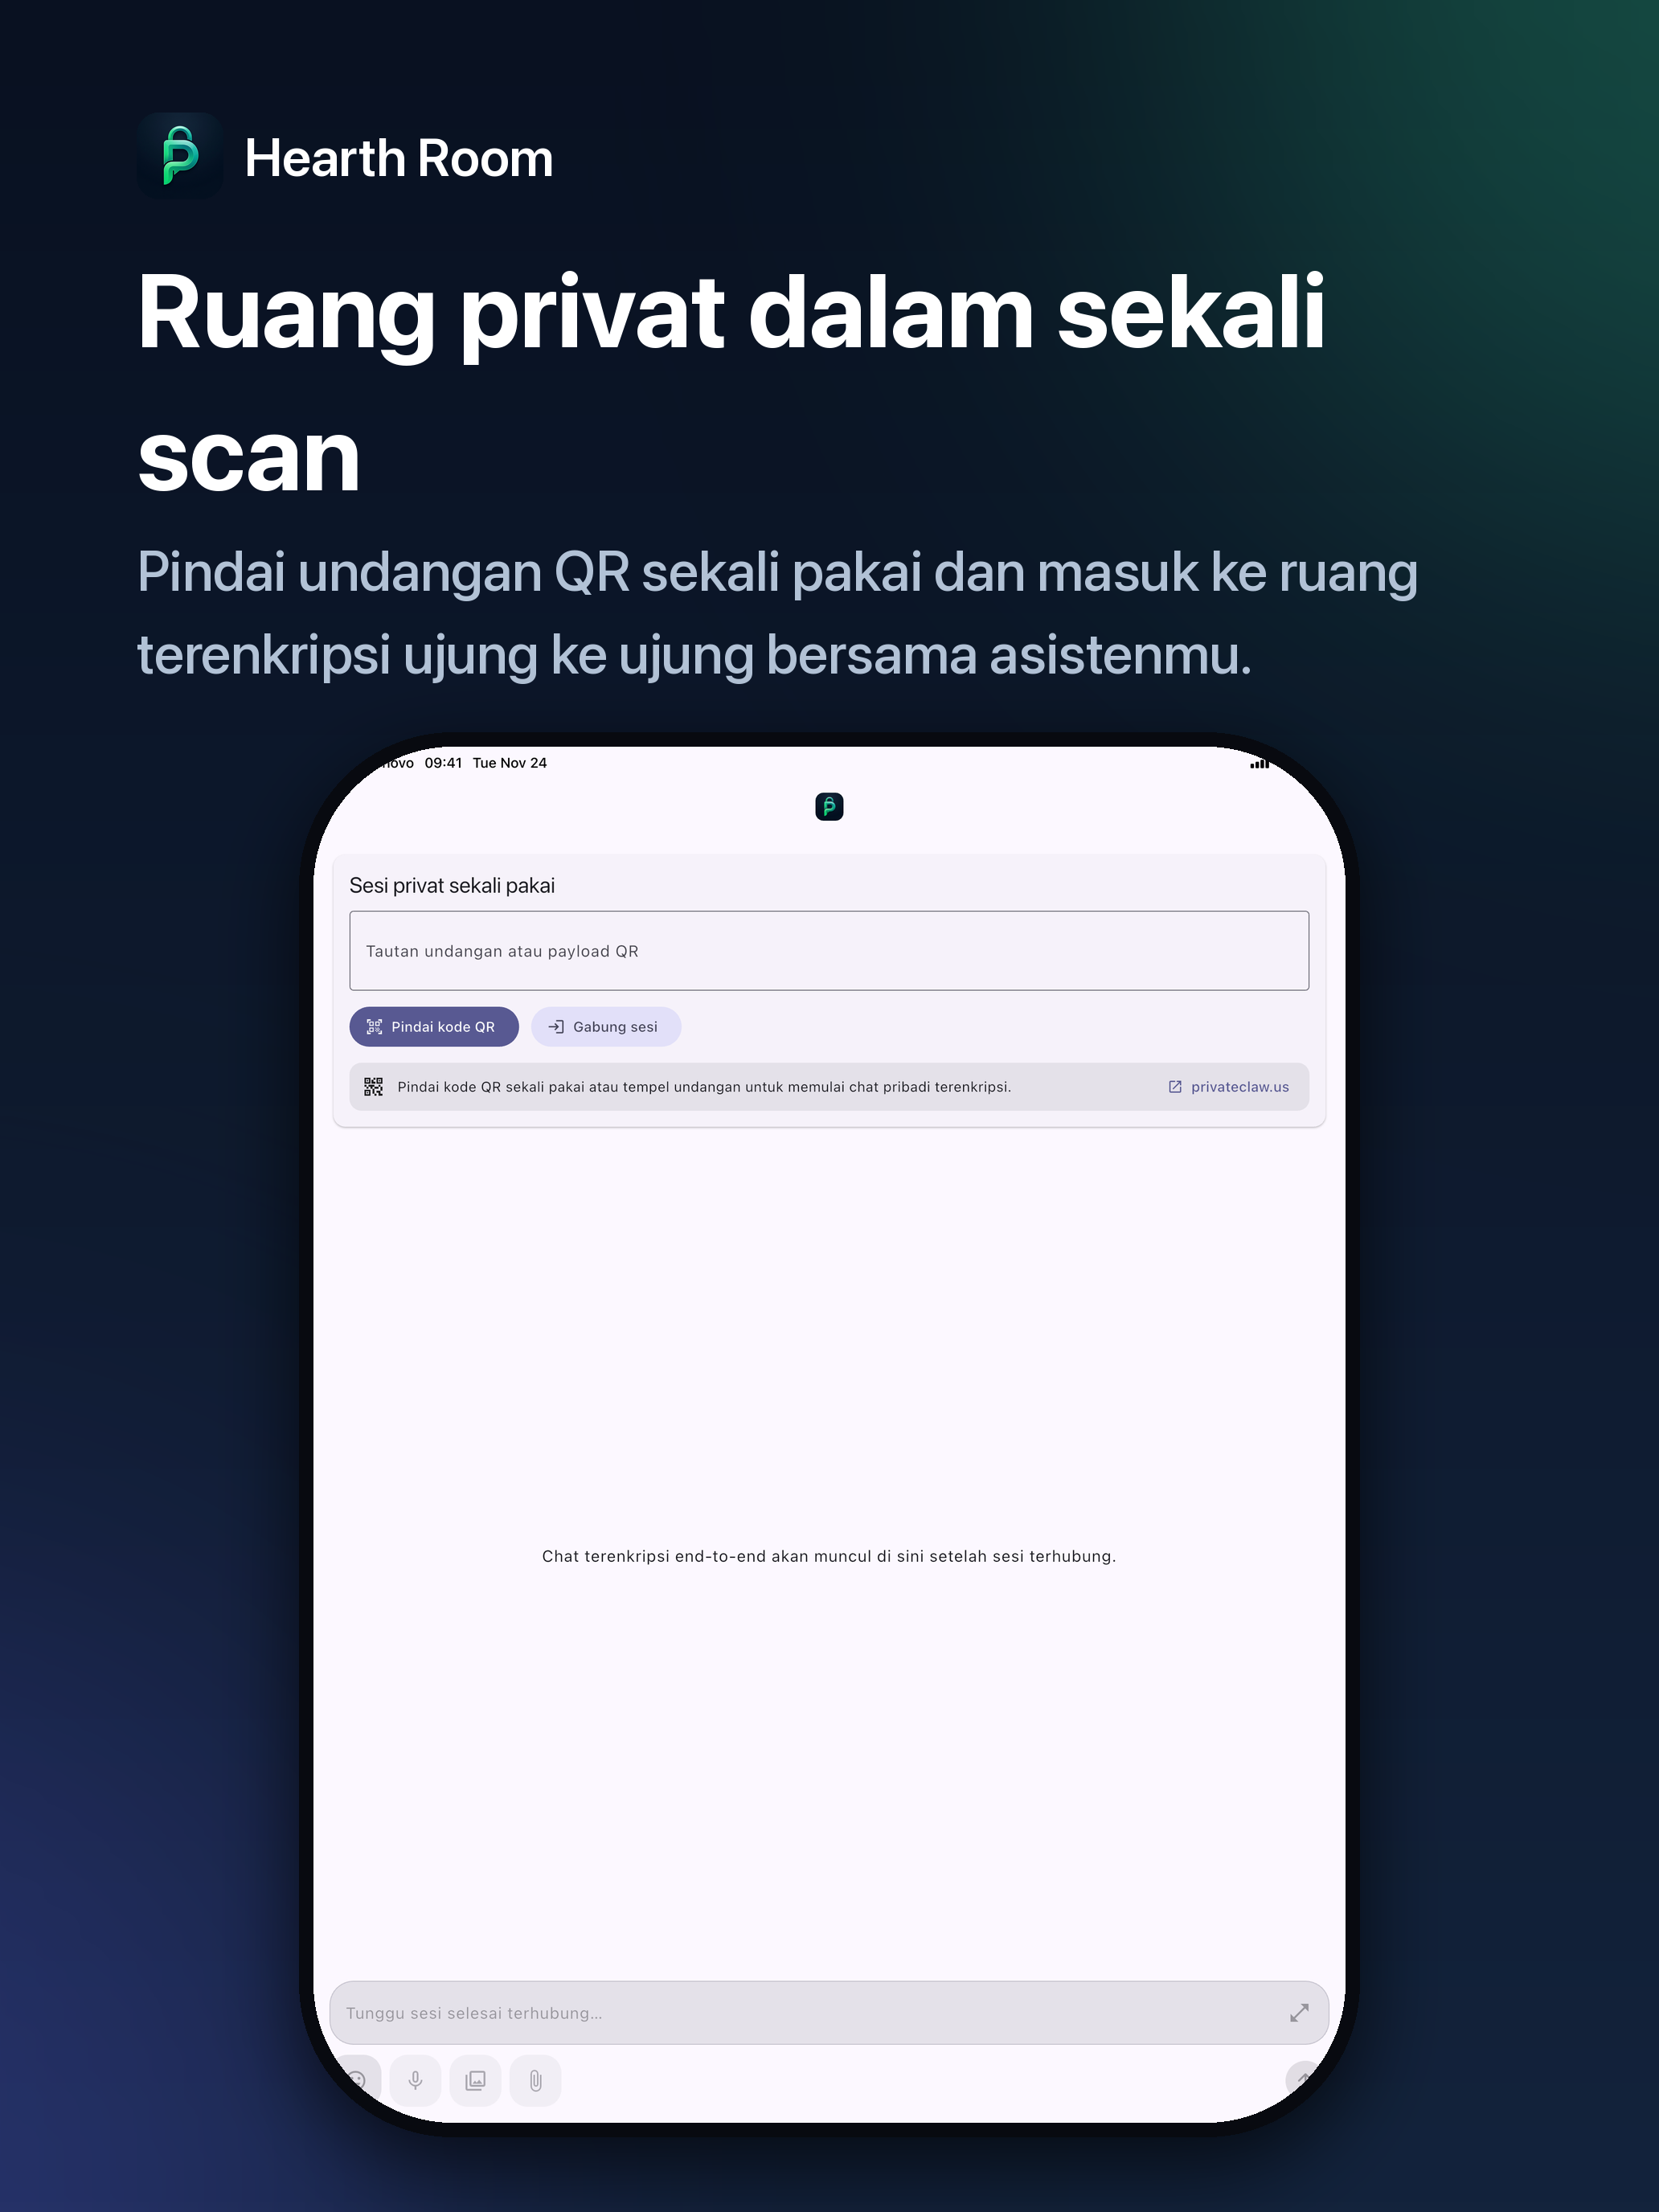 Hearth Room
Ruang privat dalam sekali
scan
Pindai undangan QR sekali pakai dan masuk ke ruang
terenkripsi ujung ke ujung bersama asistenmu.
09:41 Tue Nov 24
Sesi privat sekali pakai
Tautan undangan atau payload QR
Pindai kode QR
Gabung sesi
Pindai kode QR sekali pakai atau tempel undangan untuk memulai chat pribadi terenkripsi.
privateclaw.us
Chat terenkripsi end-to-end akan muncul di sini setelah sesi terhubung.
Tunggu sesi selesai terhubung...